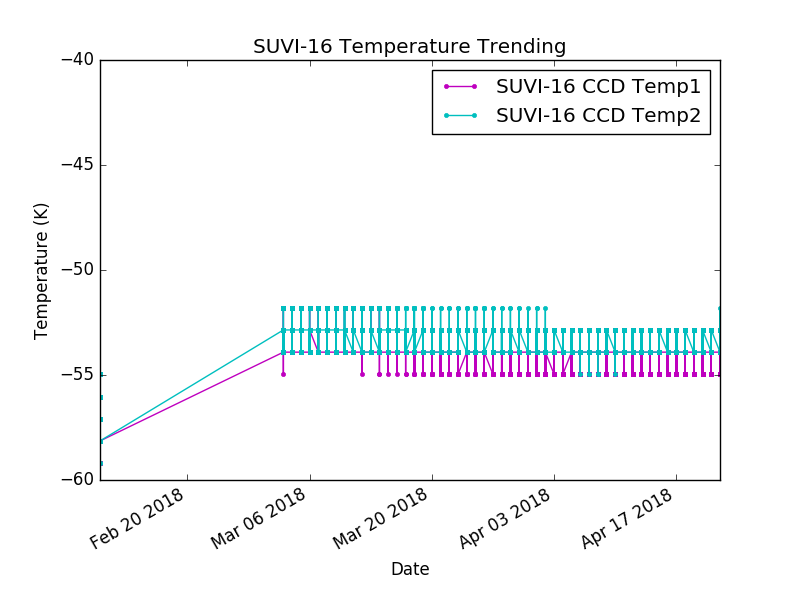 SUVI-16 Temperature Trending
SUVI-16 CCD Temp1
SUVI-16 CCD Temp2
−40
−45
−50
−55
−60
Temperature (K)
Feb 20 2018
Mar 06 2018
Mar 20 2018
Apr 03 2018
Apr 17 2018
Date